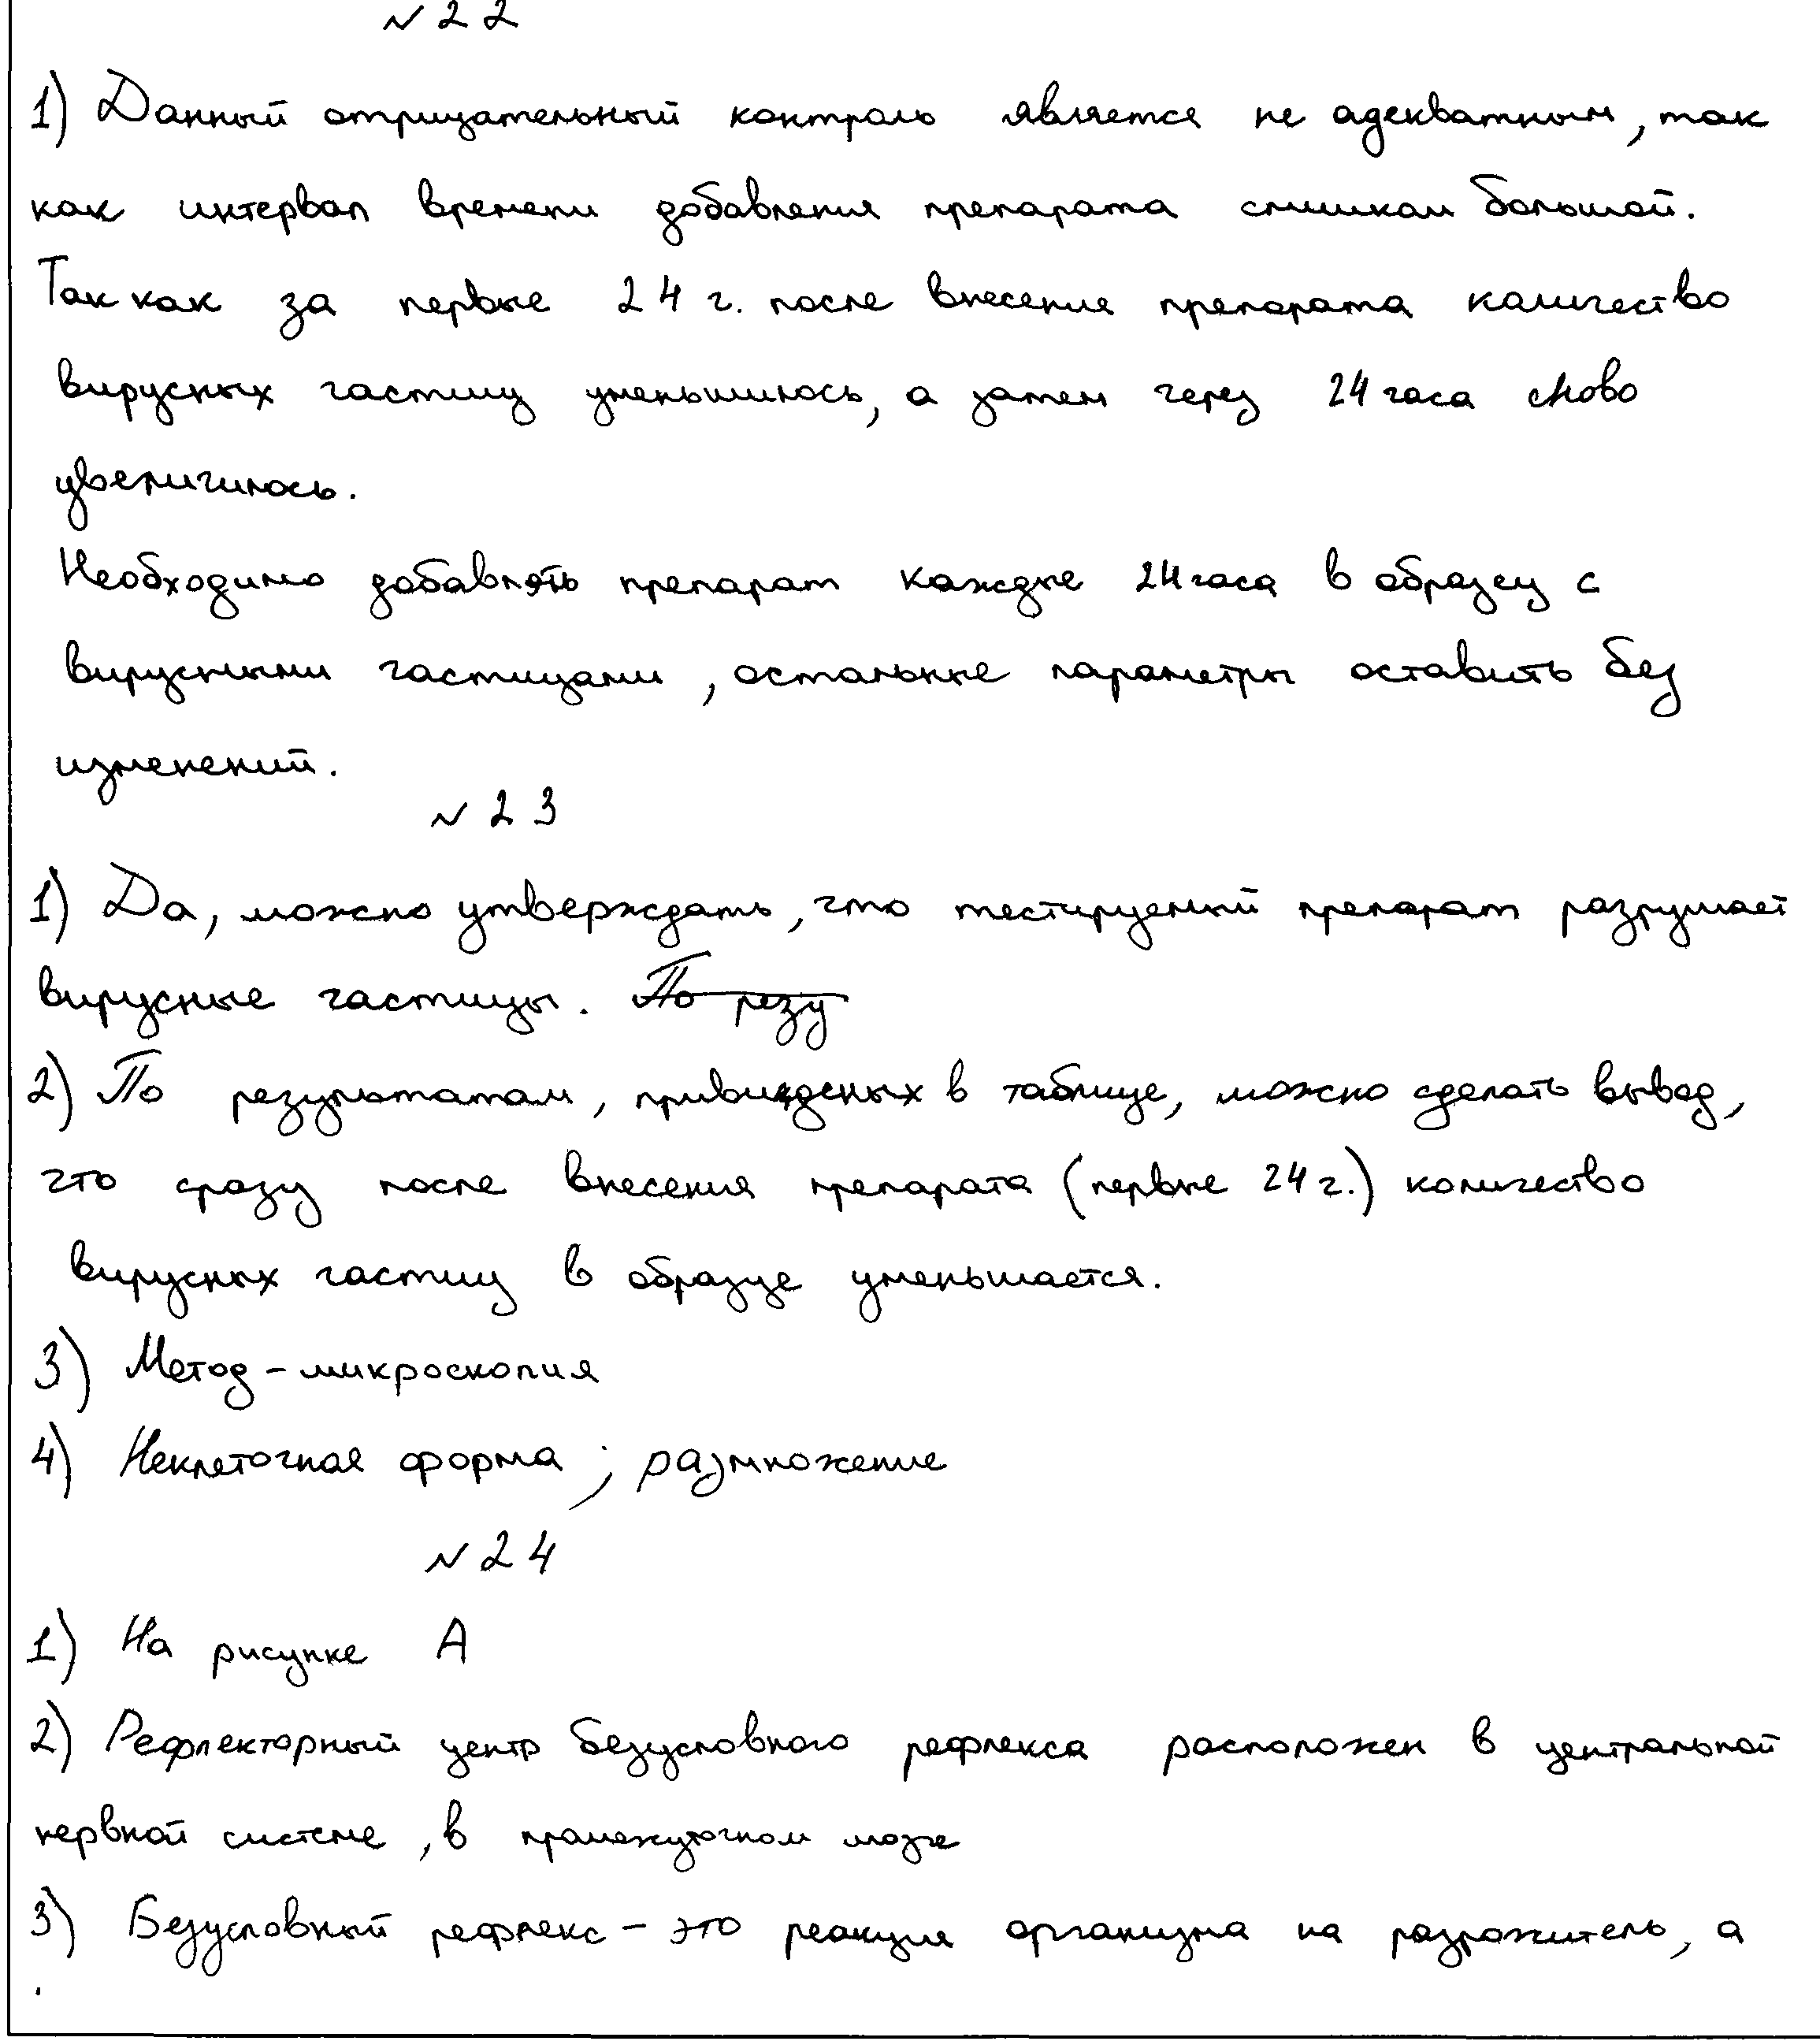 №22
1) Данный отрицательный контроль является не адекватным, так
как интервал времени добавления препарата слишком большой.
Так как за первые 24 ч. после внесения препарата количество
вирусных частиц уменьшилось, а затем через 24 часа снова
увеличилось.
Необходимо добавлять препарат каждые 24 часа в образец с
вирусными частицами, остальные параметры оставить без
изменений.
№23
1) Да, можно утверждать, что тестируемый препарат разрушает
вирусные частицы. По резу
2) По результатам, привиеденых в таблице, можно сделать вывод,
что сразу после внесения препарата (первые 24 ч.) количество
вирусных частиц в образце уменьшается.
3) Метод - микроскопия
4) Неклеточная форма; размножение
№24
1) На рисунке А
2) Рефлекторный центр безусловного рефлекса расположен в центральной
нервной системе, в промежуточном мозге
3) Безусловный рефлекс - это реакция организма на разрожитель, а